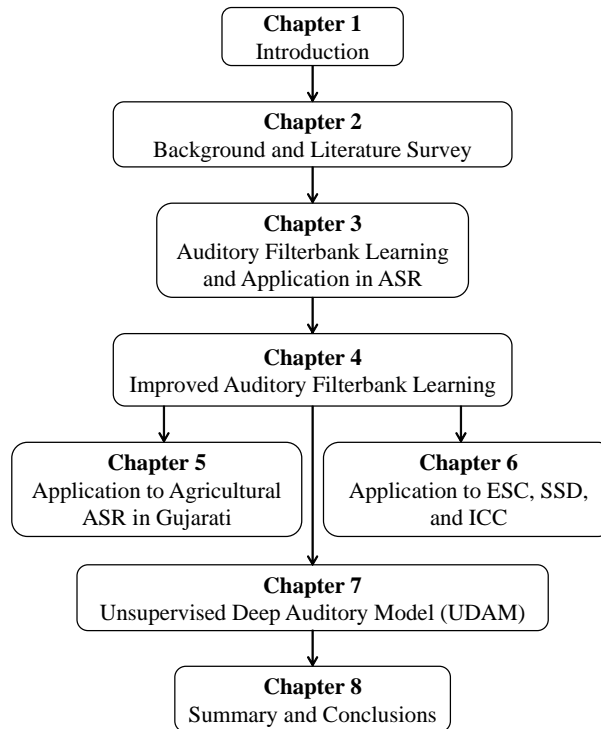 Chapter 1
Introduction
Chapter 2
Background and Literature Survey
Chapter 3
Auditory Filterbank Learning
and Application in ASR
Chapter 4
Improved Auditory Filterbank Learning
Chapter 5
Application to Agricultural
ASR in Gujarati
Chapter 6
Application to ESC, SSD,
and ICC
Chapter 7
Unsupervised Deep Auditory Model (UDAM)
Chapter 8
Summary and Conclusions